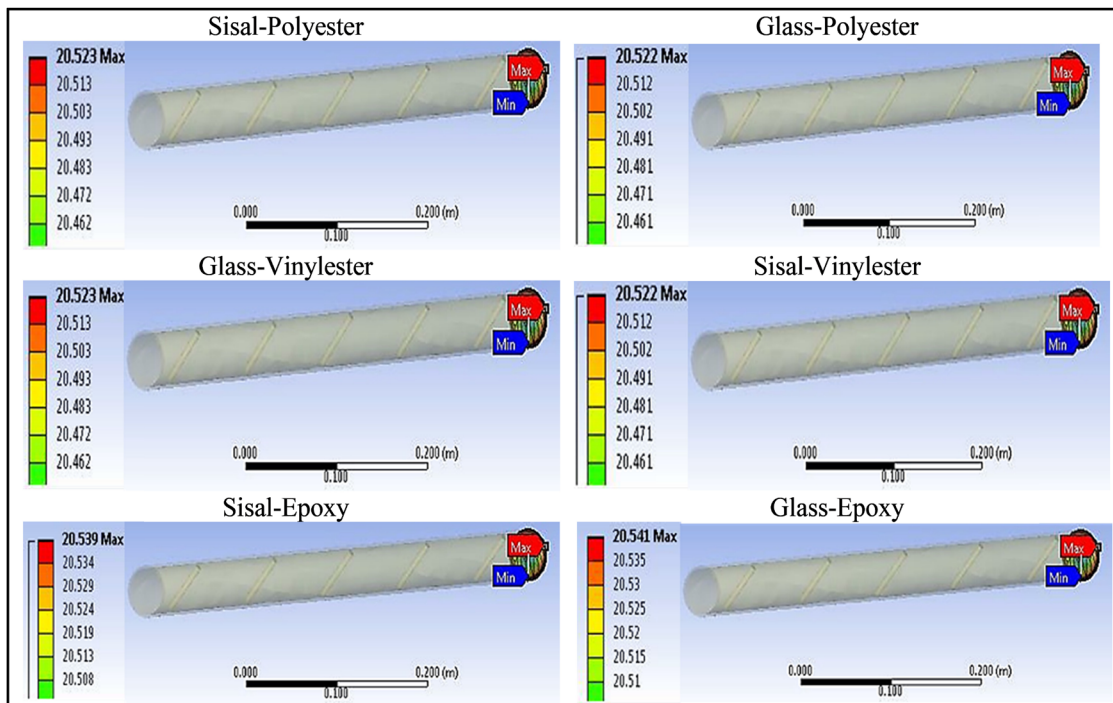 Sisal-Polyester
20.523 Max
20.513
20.503
20.493
20.483
20.472
20.462
Max
Min
0.000
0.200 (m)
0.100
Glass-Polyester
20.522 Max
20.512
20.502
20.491
20.481
20.471
20.461
Max
Min
0.000
0.200 (m)
0.100
Glass-Vinylester
20.523 Max
20.513
20.503
20.493
20.483
20.472
20.462
Max
Min
0.000
0.200 (m)
0.100
Sisal-Vinylester
20.522 Max
20.512
20.502
20.491
20.481
20.471
20.461
Max
Min
0.000
0.200 (m)
0.100
Sisal-Epoxy
20.539 Max
20.534
20.529
20.524
20.519
20.513
20.508
Max
Min
0.000
0.200 (m)
0.100
Glass-Epoxy
20.541 Max
20.535
20.53
20.525
20.52
20.515
20.51
Max
Min
0.000
0.200 (m)
0.100